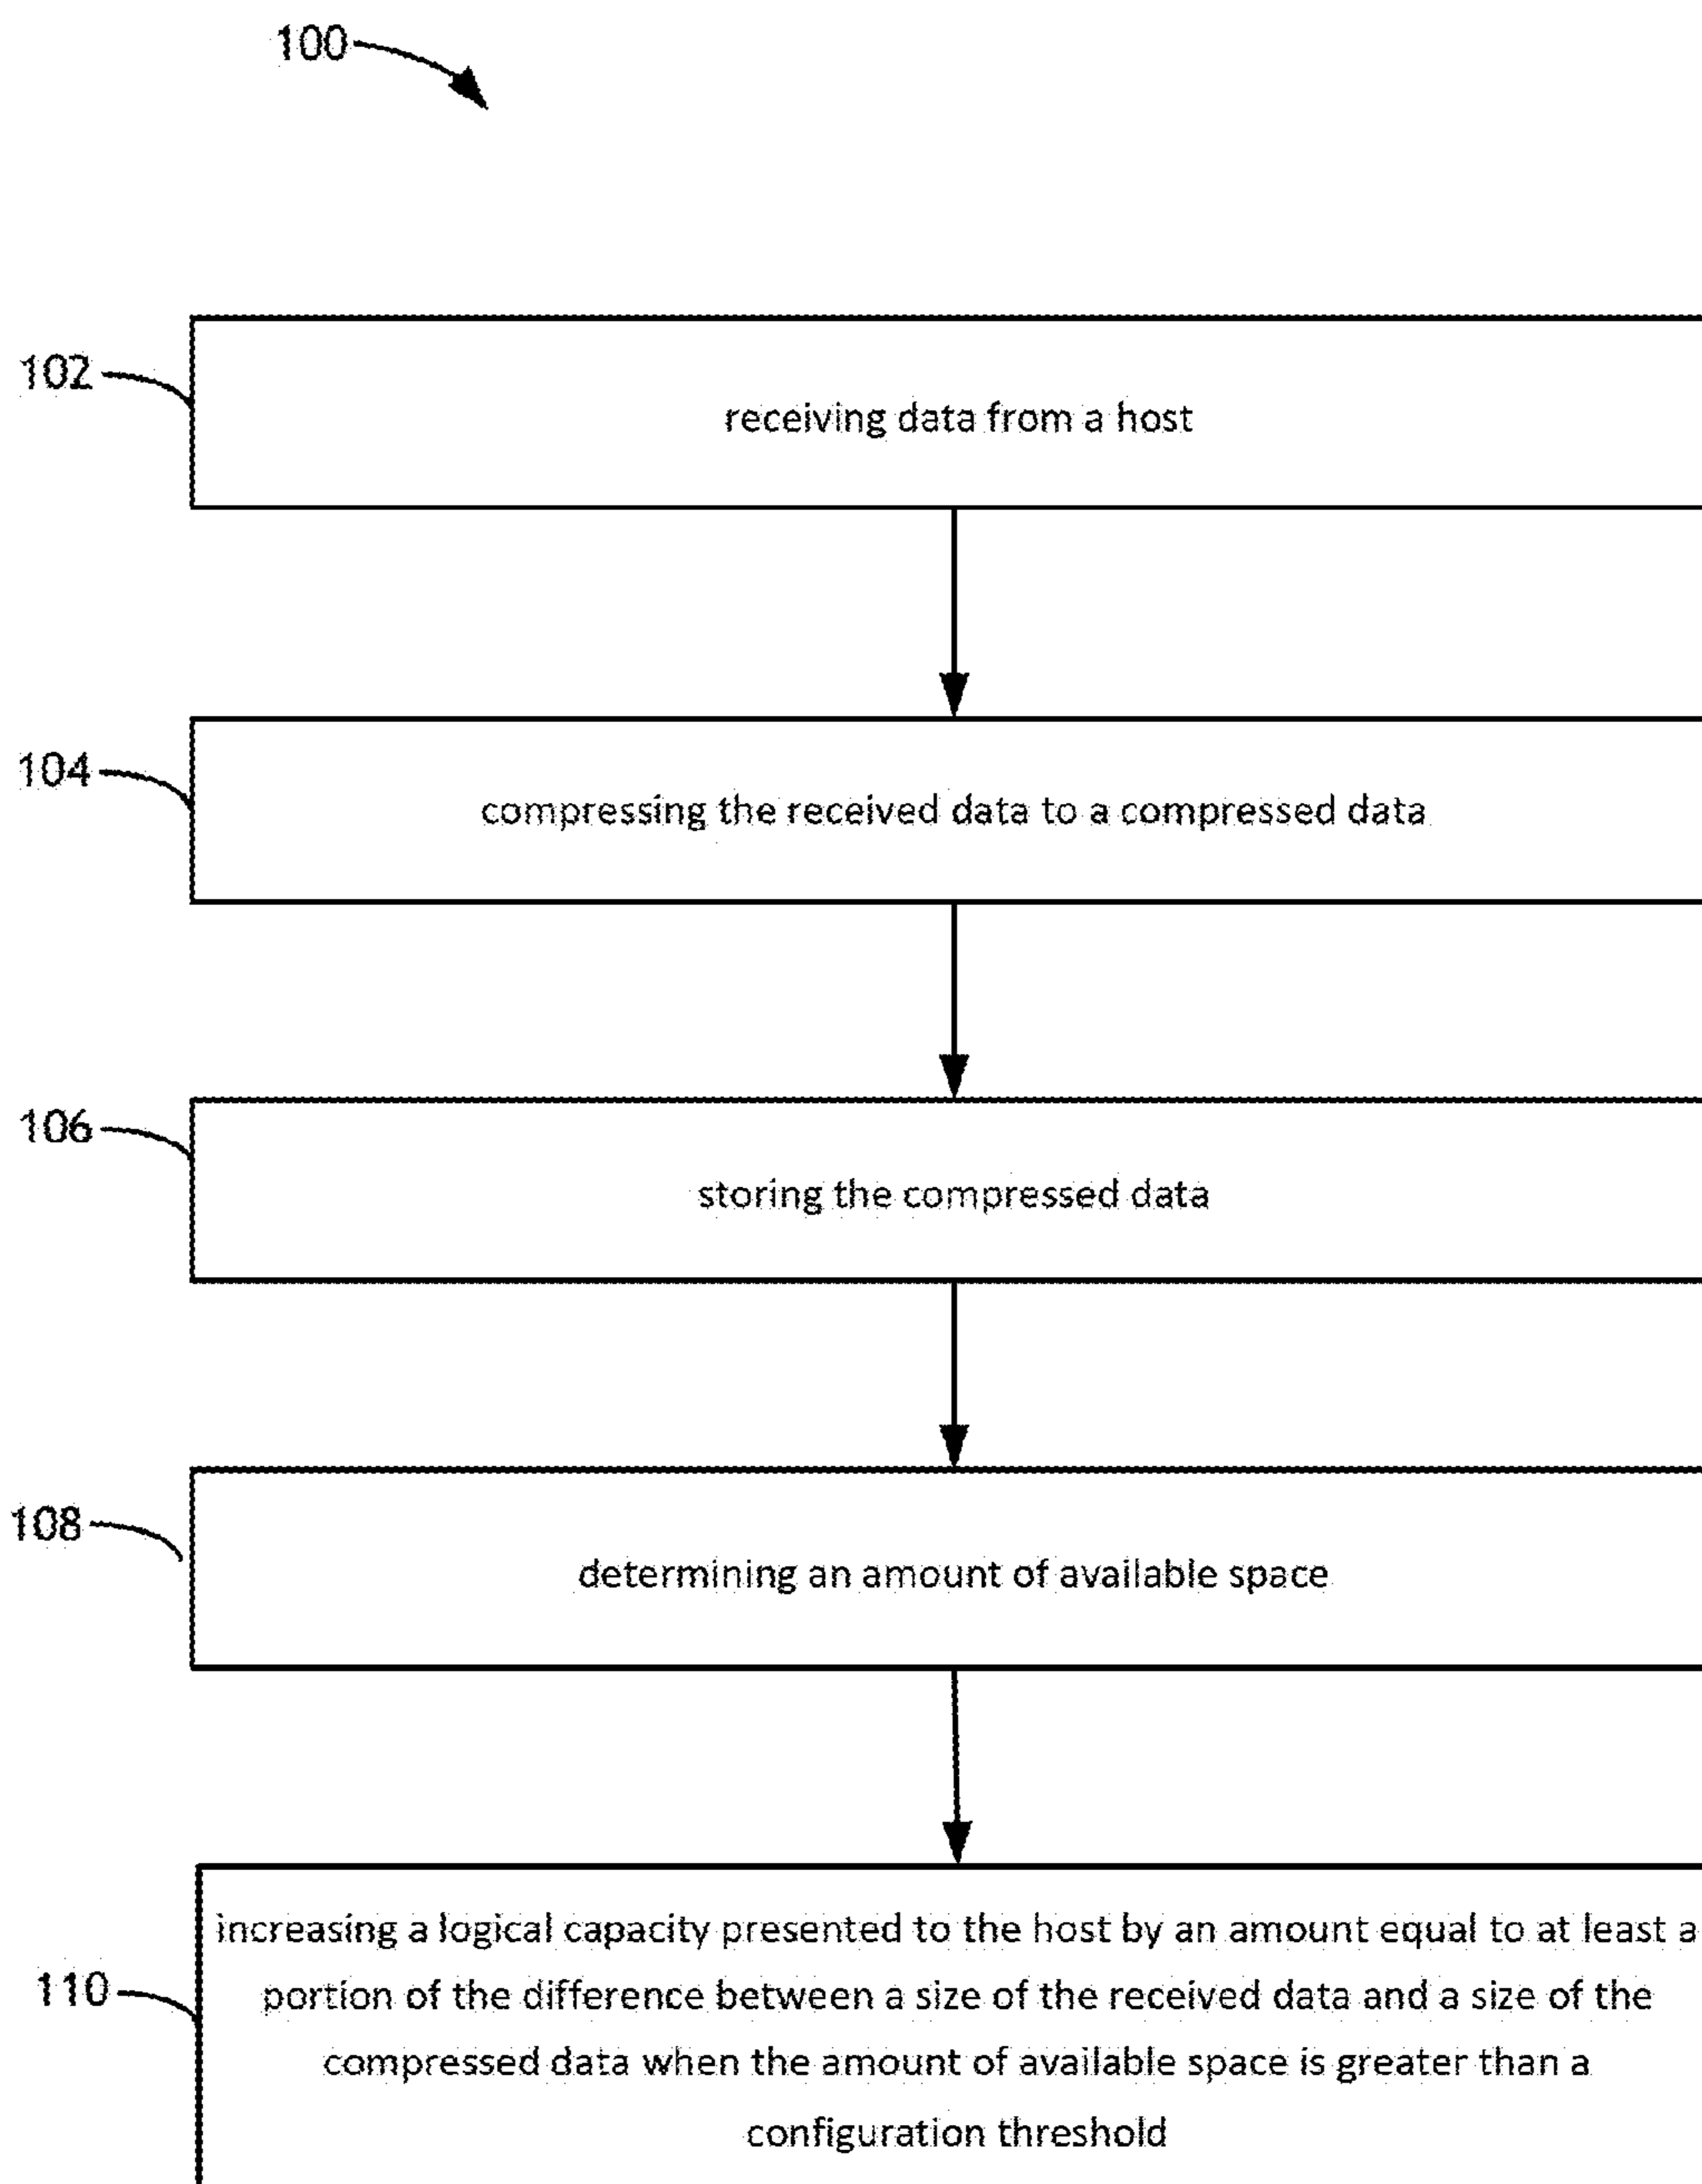 100
102
receiving data from a host
104
compressing the received data to a compressed data
106
storing the compressed data
108
determining an amount of available space
110
increasing a logical capacity presented to the host by an amount equal to at least a
portion of the difference between a size of the received data and a size of the
compressed data when the amount of available space is greater than a
configuration threshold